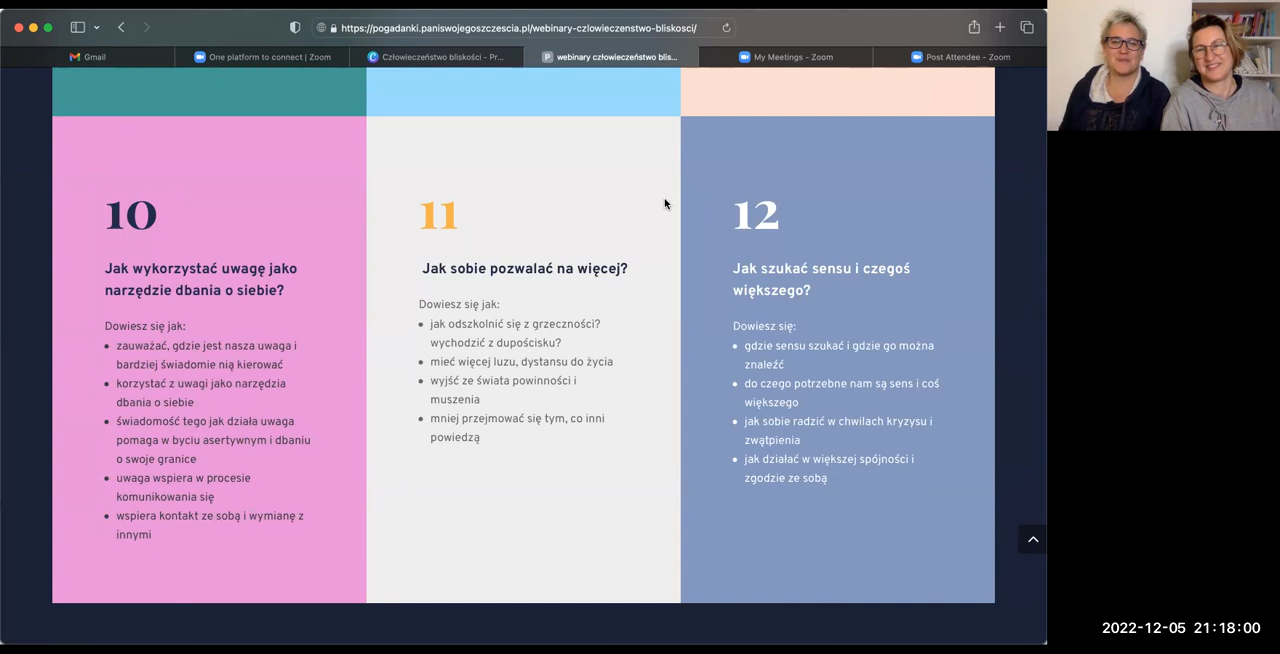 https://pogadanki.paniswojegoszczescia.pl/webinary-czlowieczenstwo-bliskosci/
Gmail
One platform to connect | Zoom
Człowieczeństwo bliskości - Pr...
webinary człowieczeństwo blis...
My Meetings - Zoom
Post Attendee - Zoom
10
Jak wykorzystać uwagę jako
narzędzie dbania o siebie?
Dowiesz się jak:
zauważać, gdzie jest nasza uwaga i
bardziej świadomie nią kierować
korzystać z uwagi jako narzędzia
dbania o siebie
świadomość tego jak działa uwaga
pomaga w byciu asertywnym i dbaniu
o swoje granice
uwaga wspiera w procesie
komunikowania się
wspiera kontakt ze sobą i wymianę z
innymi
11
Jak sobie pozwalać na więcej?
Dowiesz się jak:
jak odszkolnić się z grzeczności?
wychodzić z dupościsku?
mieć więcej luzu, dystansu do życia
wyjść ze świata powinności i
muszenia
mniej przejmować się tym, co inni
powiedzą
12
Jak szukać sensu i czegoś
większego?
Dowiesz się:
gdzie sensu szukać i gdzie go można
znaleźć
do czego potrzebne nam są sens i coś
większego
jak sobie radzić w chwilach kryzysu i
zwątpienia
jak działać w większej spójności i
zgodzie ze sobą
2022-12-05 21:18:00